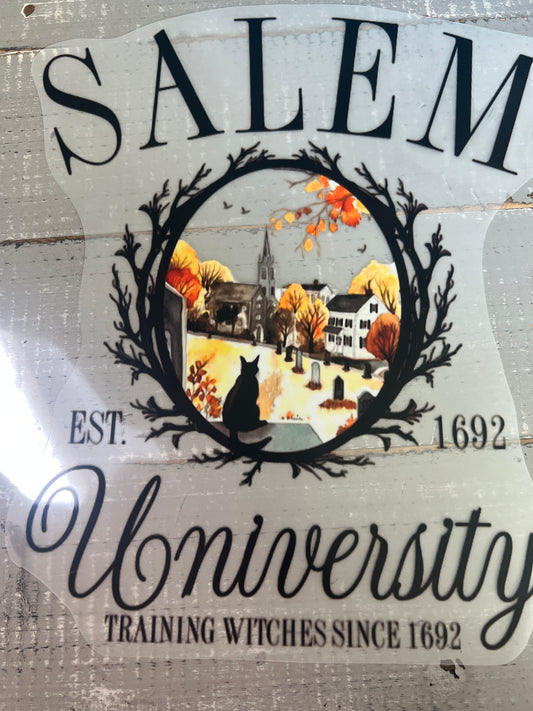 SALEM
EST. 1692
University
TRAINING WITCHES SINCE 1692